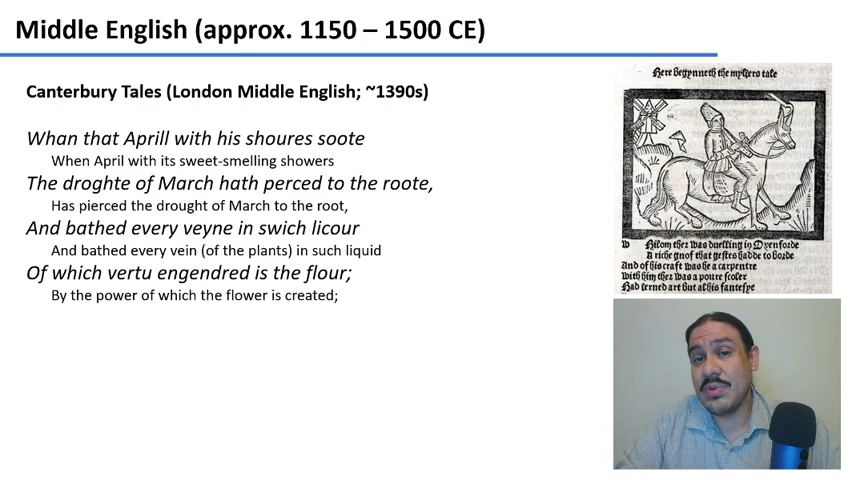 Middle English (approx. 1150 – 1500 CE)
Canterbury Tales (London Middle English; ~1390s)
Whan that Aprill with his shoures soote
When April with its sweet-smelling showers
The droghte of March hath perced to the roote,
Has pierced the drought of March to the root,
And bathed every veyne in swich licour
And bathed every vein (of the plants) in such liquid
Of which vertu engendred is the flour;
By the power of which the flower is created;
Here begynneth the myllers tale
Whilom ther was duelling in Oxenforde
A riche gnof that gestes hadde to borde
And of his craft was he a carpentre
With him ther was a poure scoler
Had lerned art but al his fantesye